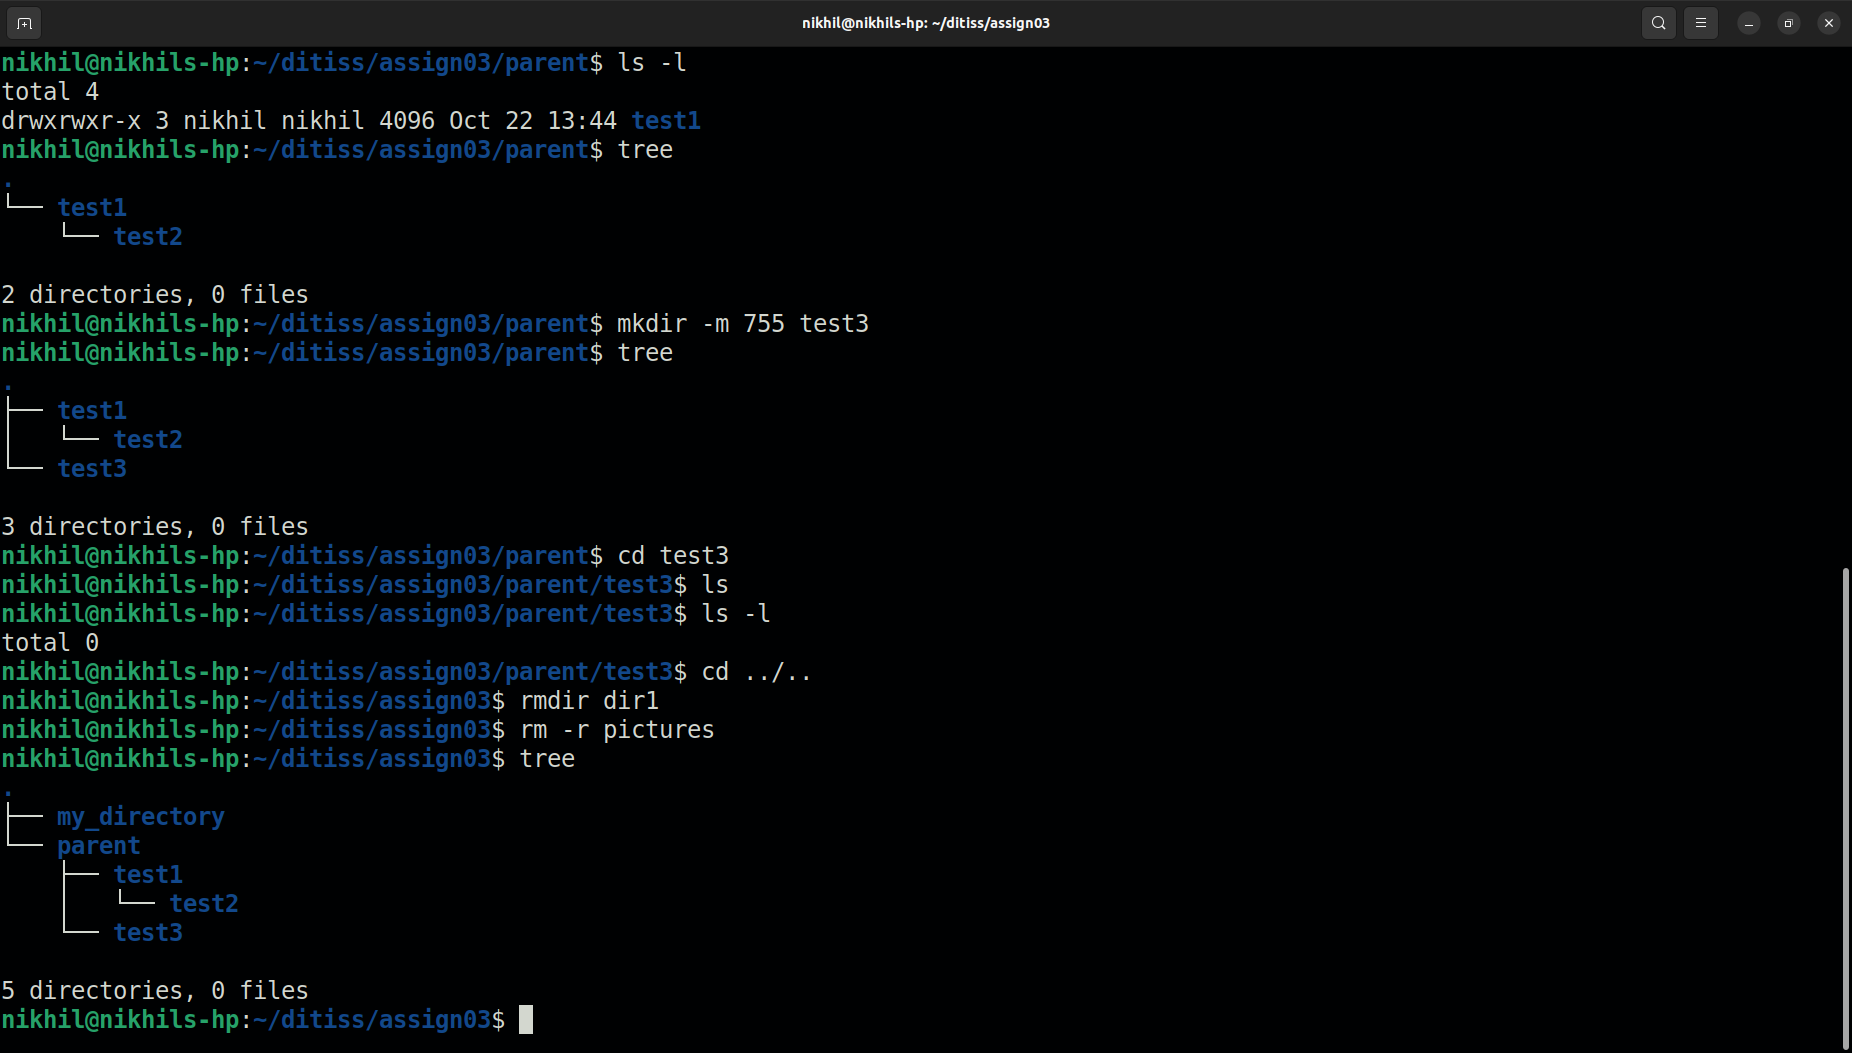 nikhil@nikhils-hp: ~/ditiss/assign03
nikhil@nikhils-hp:~/ditiss/assign03/parent$ ls -l
total 4
drwxrwxr-x 3 nikhil nikhil 4096 Oct 22 13:44 test1
nikhil@nikhils-hp:~/ditiss/assign03/parent$ tree
.
└── test1
    └── test2

2 directories, 0 files
nikhil@nikhils-hp:~/ditiss/assign03/parent$ mkdir -m 755 test3
nikhil@nikhils-hp:~/ditiss/assign03/parent$ tree
.
├── test1
│   └── test2
└── test3

3 directories, 0 files
nikhil@nikhils-hp:~/ditiss/assign03/parent$ cd test3
nikhil@nikhils-hp:~/ditiss/assign03/parent/test3$ ls
nikhil@nikhils-hp:~/ditiss/assign03/parent/test3$ ls -l
total 0
nikhil@nikhils-hp:~/ditiss/assign03/parent/test3$ cd ../..
nikhil@nikhils-hp:~/ditiss/assign03$ rmdir dir1
nikhil@nikhils-hp:~/ditiss/assign03$ rm -r pictures
nikhil@nikhils-hp:~/ditiss/assign03$ tree
.
├── my_directory
└── parent
    ├── test1
    │   └── test2
    └── test3

5 directories, 0 files
nikhil@nikhils-hp:~/ditiss/assign03$